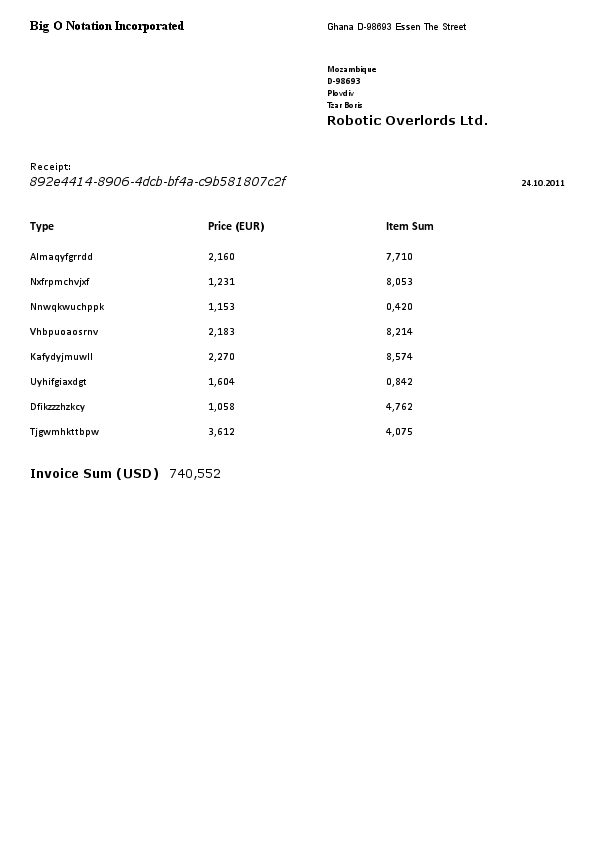 Big O Notation Incorporated
Ghana D-98693 Essen The Street
Mozambique
D-98693
Plovdiv
Tzar Boris
Robotic Overlords Ltd.
Receipt:
892e4414-8906-4dcb-bf4a-c9b581807c2f
24.10.2011
Type Price (EUR) Item Sum
Almaqyfgrrdd 2,160 7,710
Nxfrpmchvjxf 1,231 8,053
Nnwqkwuchppk 1,153 0,420
Vhbpuoaosrnv 2,183 8,214
Kafydyjmuwll 2,270 8,574
Uyhifgiaxdgt 1,604 0,842
Dfikzzzhzkcy 1,058 4,762
Tjgwmhkttbpw 3,612 4,075
Invoice Sum (USD) 740,552